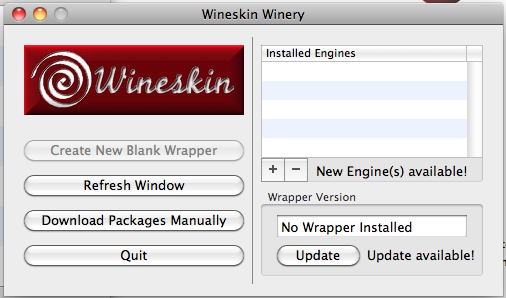 Wineskin Winery
Wineskin
Create New Blank Wrapper
Refresh Window
Download Packages Manually
Quit
Installed Engines
+ − New Engine(s) available!
Wrapper Version
No Wrapper Installed
Update Update available!